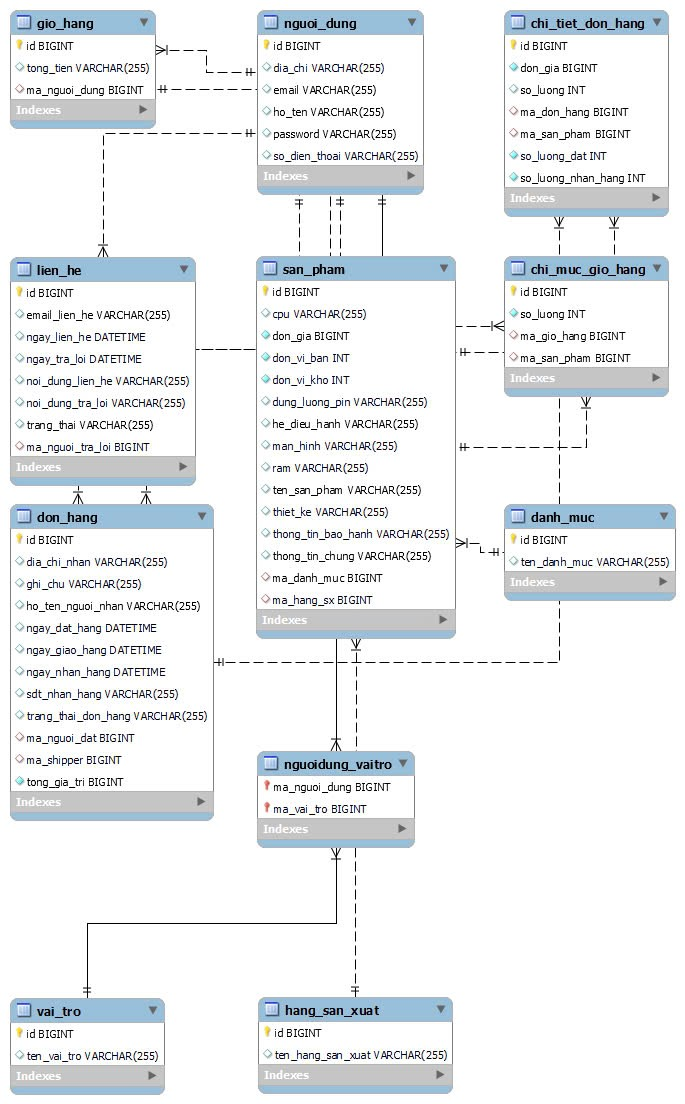 gio_hang
id BIGINT
tong_tien VARCHAR(255)
ma_nguoi_dung BIGINT
Indexes
nguoi_dung
id BIGINT
dia_chi VARCHAR(255)
email VARCHAR(255)
ho_ten VARCHAR(255)
password VARCHAR(255)
so_dien_thoai VARCHAR(255)
Indexes
chi_tiet_don_hang
id BIGINT
don_gia BIGINT
so_luong INT
ma_don_hang BIGINT
ma_san_pham BIGINT
so_luong_dat INT
so_luong_nhan_hang INT
Indexes
lien_he
id BIGINT
email_lien_he VARCHAR(255)
ngay_lien_he DATETIME
ngay_tra_loi DATETIME
noi_dung_lien_he VARCHAR(255)
noi_dung_tra_loi VARCHAR(255)
trang_thai VARCHAR(255)
ma_nguoi_tra_loi BIGINT
Indexes
san_pham
id BIGINT
cpu VARCHAR(255)
don_gia BIGINT
don_vi_ban INT
don_vi_kho INT
dung_luong_pin VARCHAR(255)
he_dieu_hanh VARCHAR(255)
man_hinh VARCHAR(255)
ram VARCHAR(255)
ten_san_pham VARCHAR(255)
thiet_ke VARCHAR(255)
thong_tin_bao_hanh VARCHAR(255)
thong_tin_chung VARCHAR(255)
ma_danh_muc BIGINT
ma_hang_sx BIGINT
Indexes
chi_muc_gio_hang
id BIGINT
so_luong INT
ma_gio_hang BIGINT
ma_san_pham BIGINT
Indexes
don_hang
id BIGINT
dia_chi_nhan VARCHAR(255)
ghi_chu VARCHAR(255)
ho_ten_nguoi_nhan VARCHAR(255)
ngay_dat_hang DATETIME
ngay_giao_hang DATETIME
ngay_nhan_hang DATETIME
sdt_nhan_hang VARCHAR(255)
trang_thai_don_hang VARCHAR(255)
ma_nguoi_dat BIGINT
ma_shipper BIGINT
tong_gia_tri BIGINT
Indexes
danh_muc
id BIGINT
ten_danh_muc VARCHAR(255)
Indexes
nguoidung_vaitro
ma_nguoi_dung BIGINT
ma_vai_tro BIGINT
Indexes
vai_tro
id BIGINT
ten_vai_tro VARCHAR(255)
Indexes
hang_san_xuat
id BIGINT
ten_hang_san_xuat VARCHAR(255)
Indexes